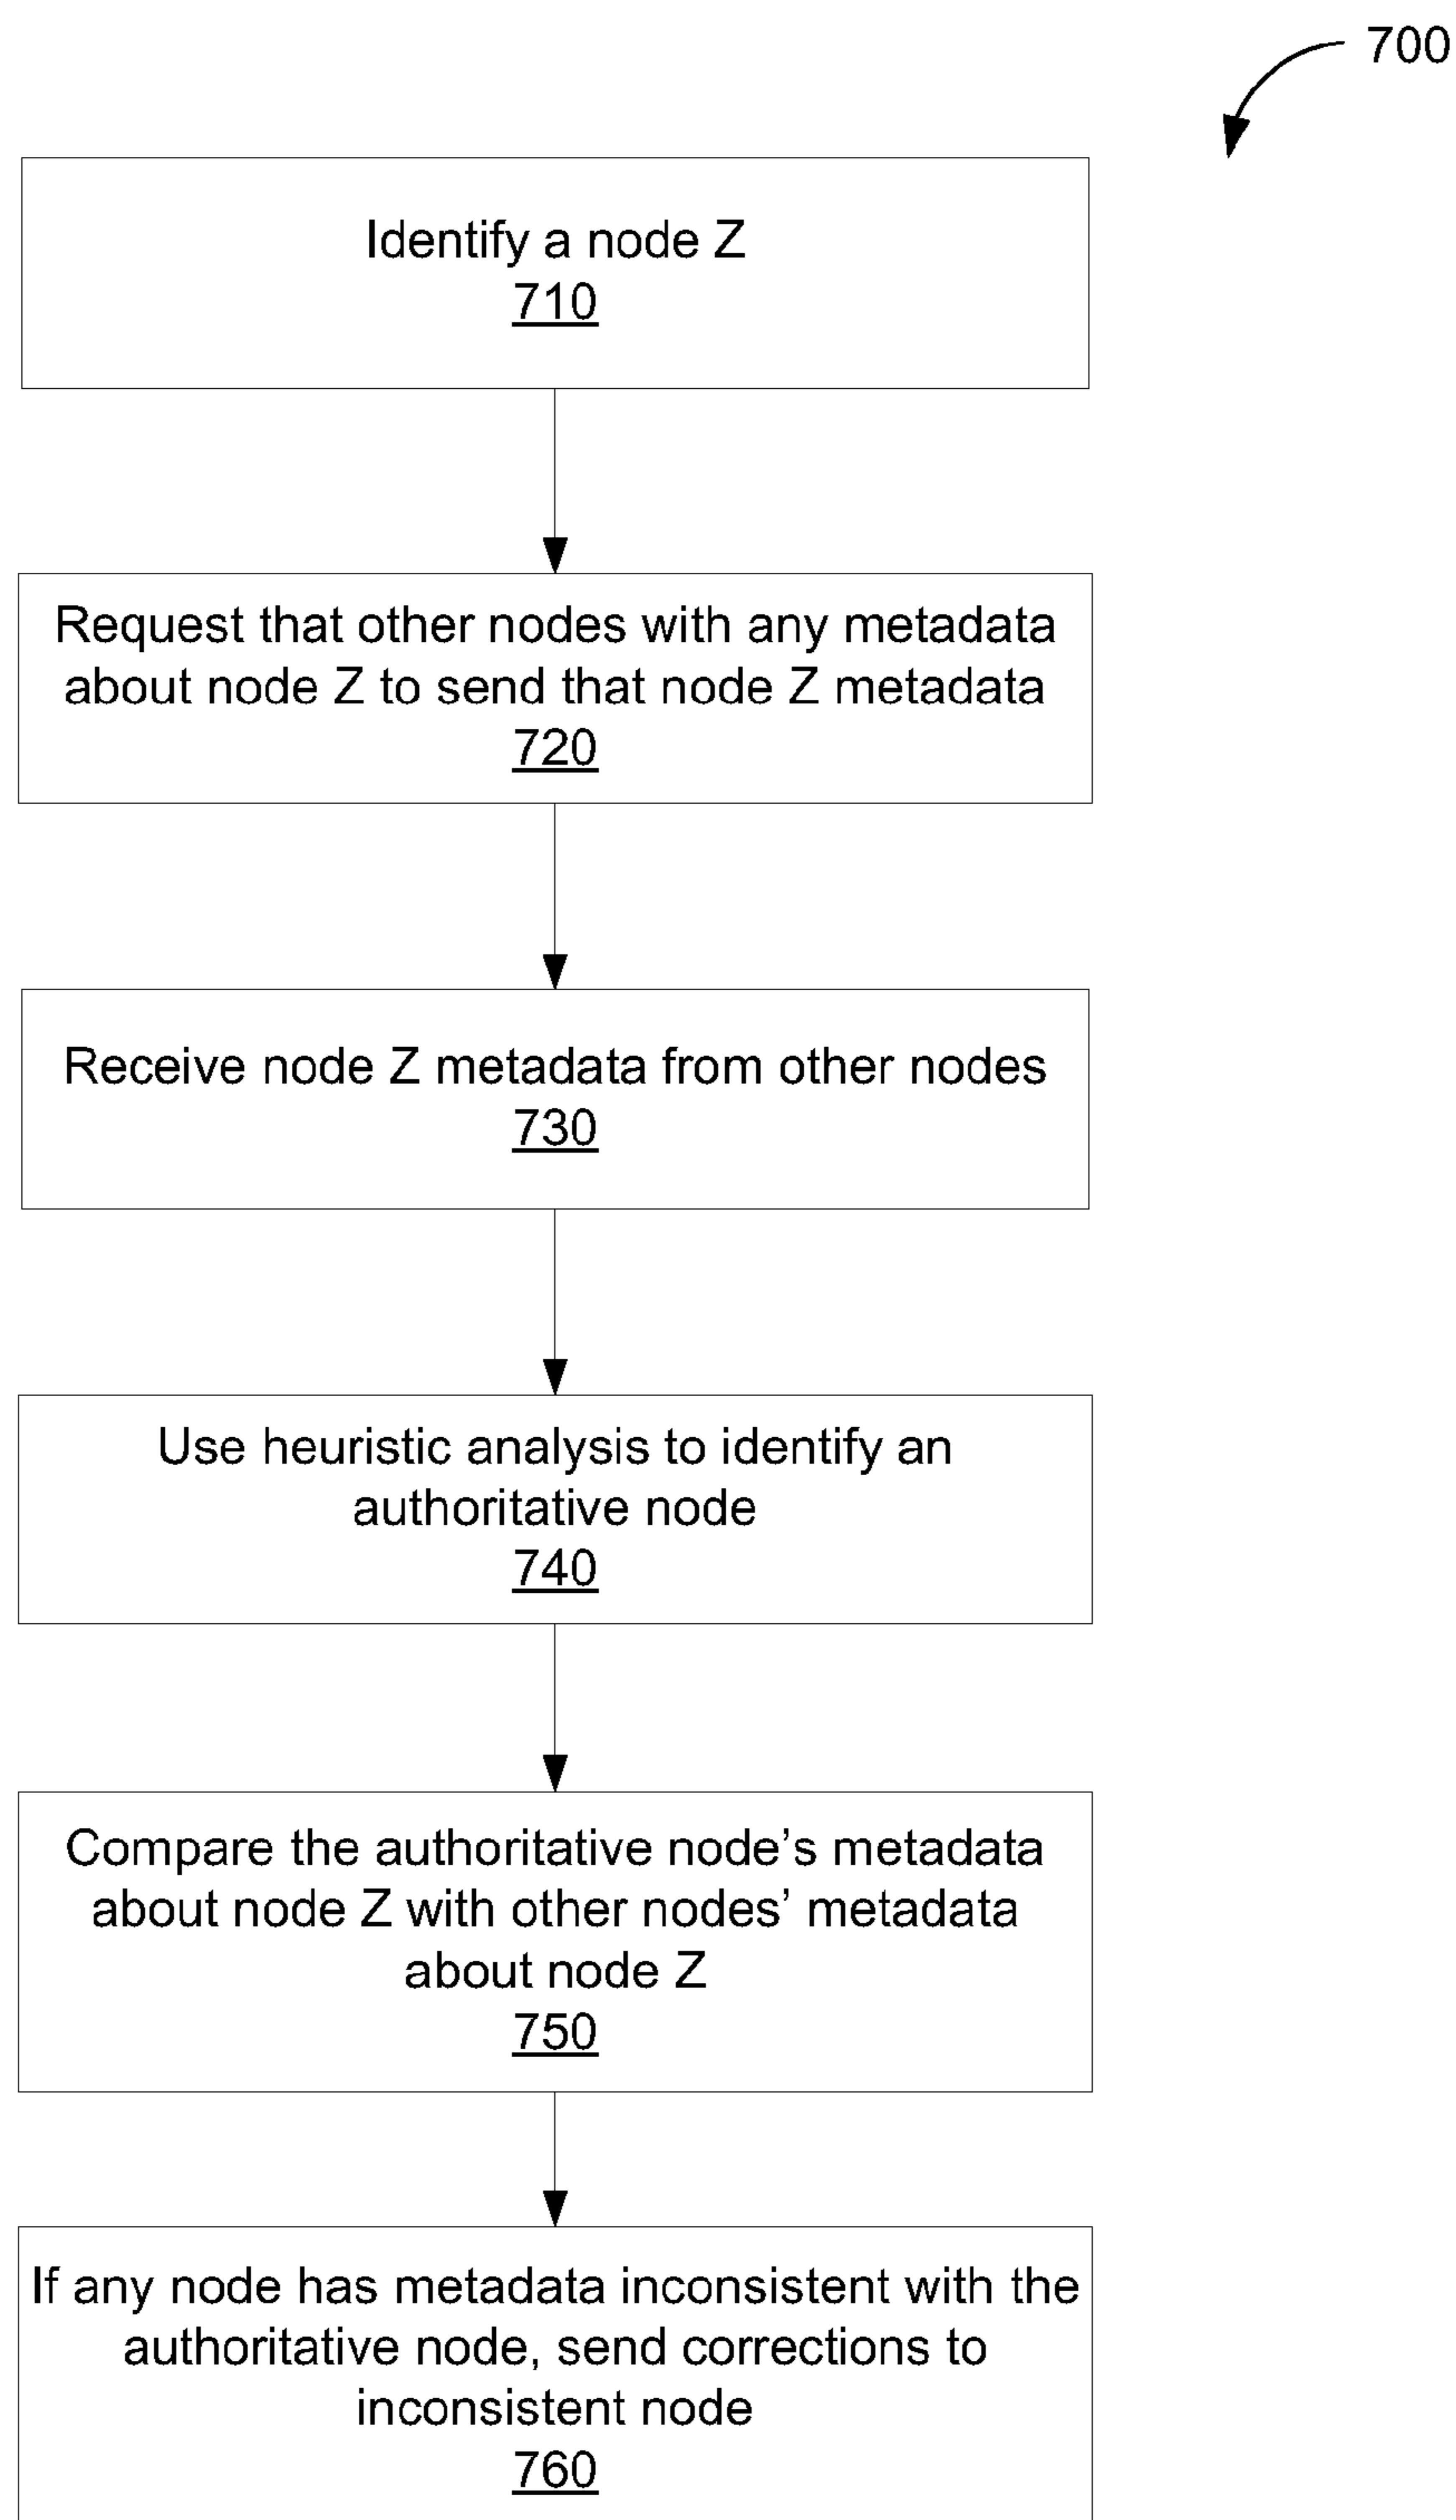 700
Identify a node Z
710
Request that other nodes with any metadata
about node Z to send that node Z metadata
720
Receive node Z metadata from other nodes
730
Use heuristic analysis to identify an
authoritative node
740
Compare the authoritative node’s metadata
about node Z with other nodes’ metadata
about node Z
750
If any node has metadata inconsistent with the
authoritative node, send corrections to
inconsistent node
760